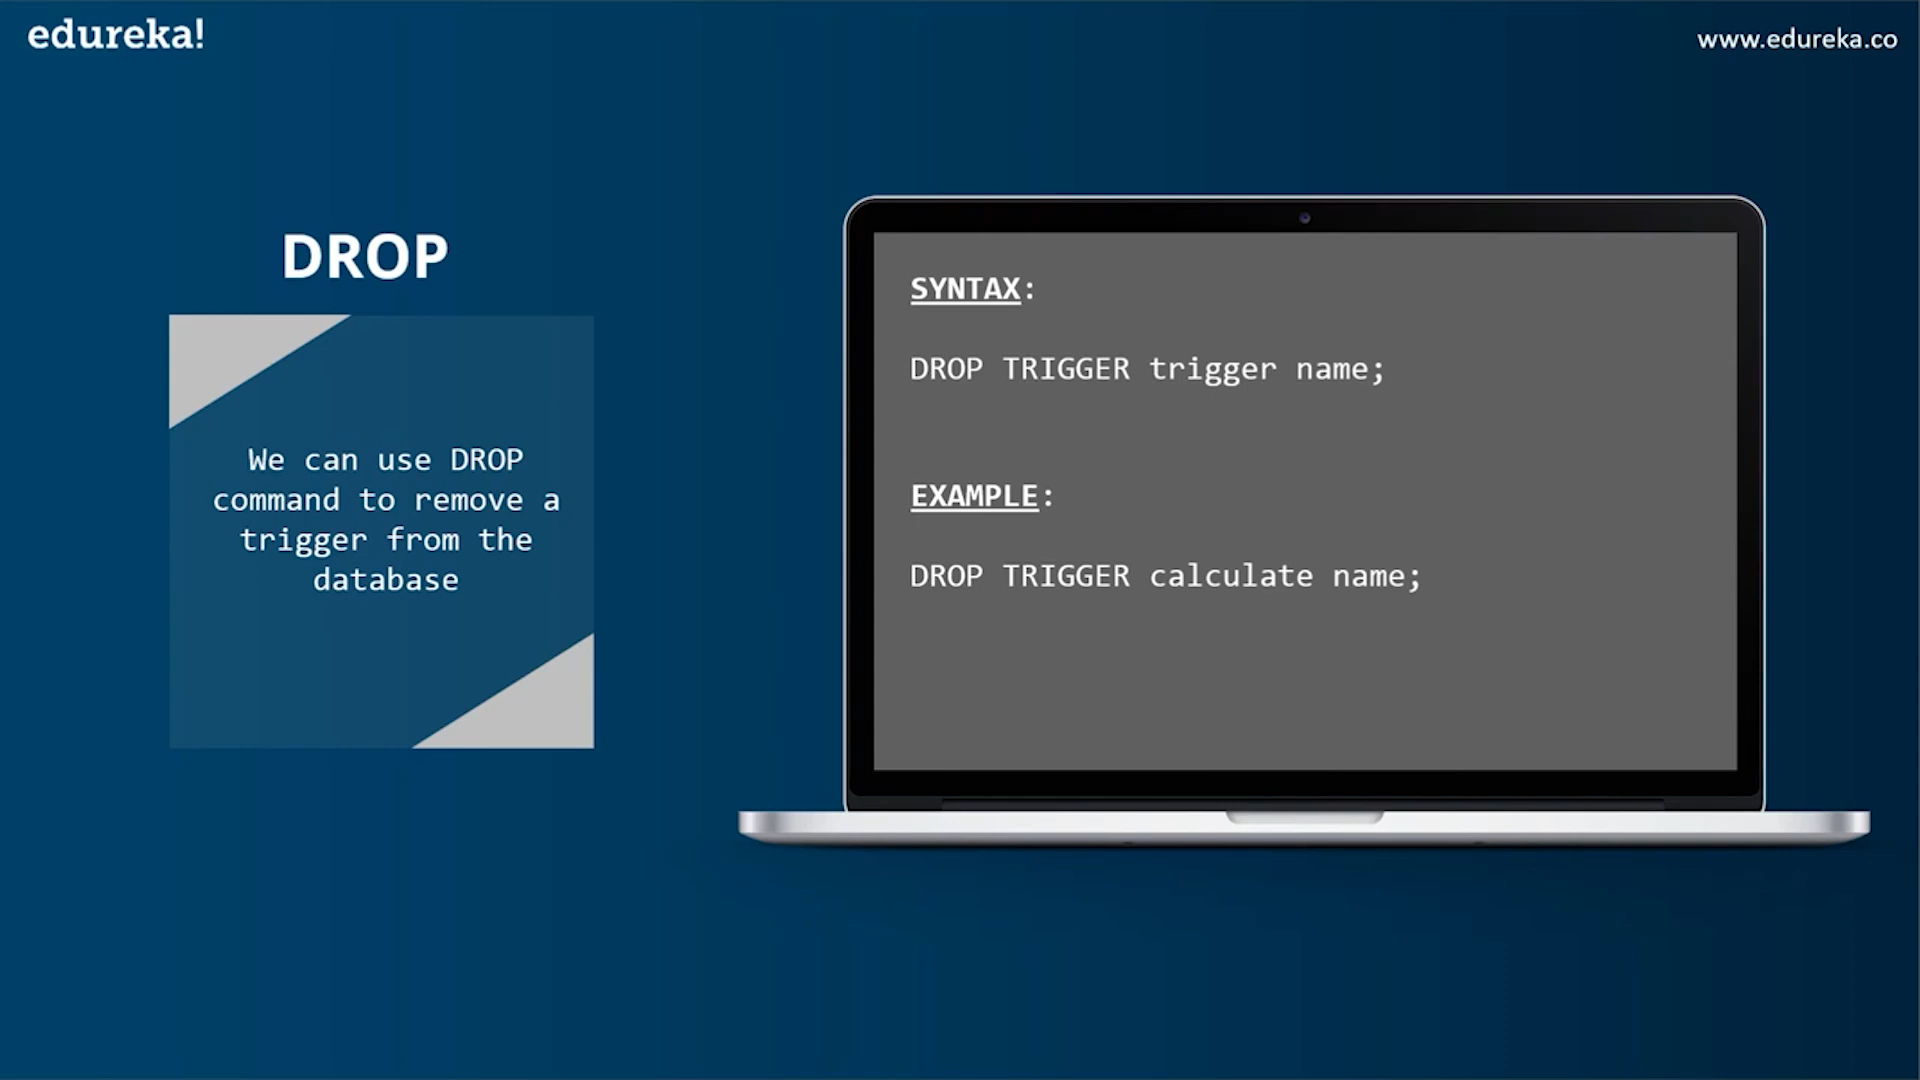 edureka!
www.edureka.co
DROP
We can use DROP
command to remove a
trigger from the
database
SYNTAX:
DROP TRIGGER trigger name;
EXAMPLE:
DROP TRIGGER calculate name;